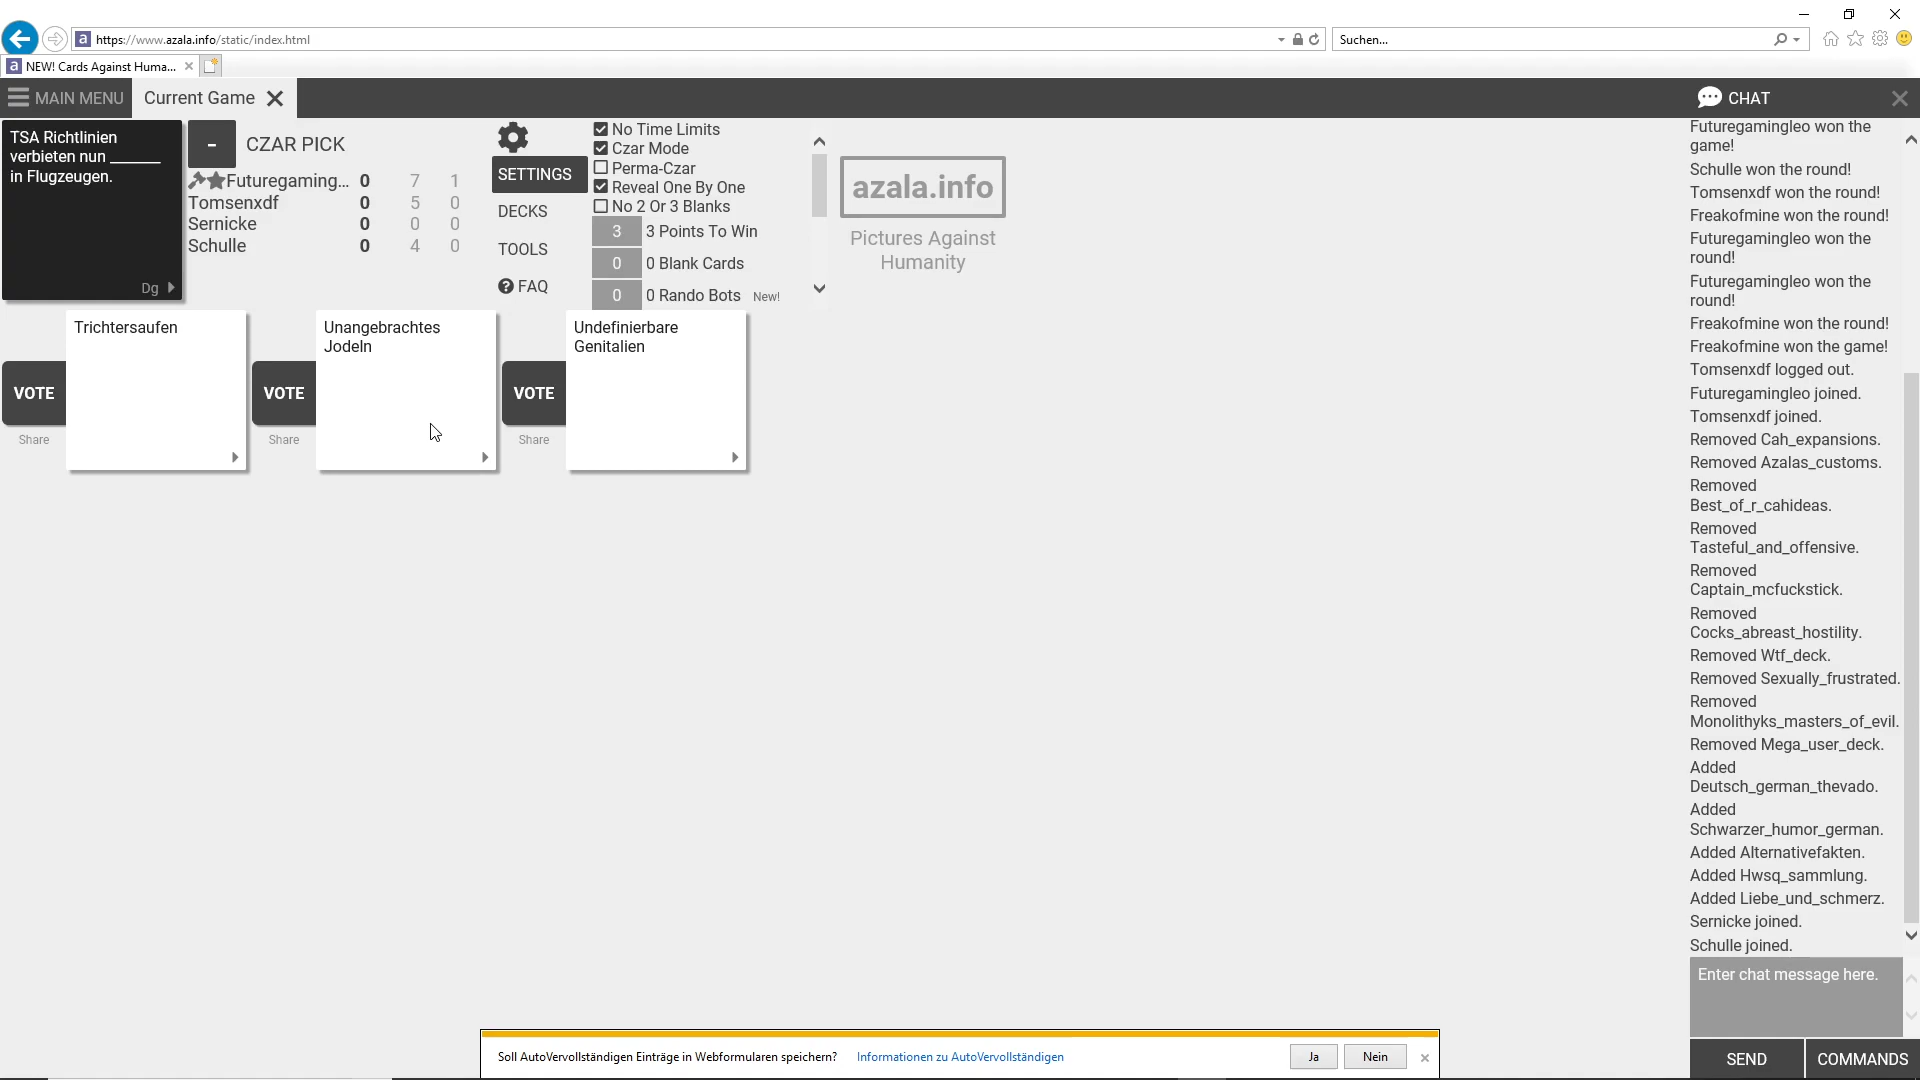 https://www.azala.info/static/index.html
Suchen...
NEW! Cards Against Huma...
MAIN MENU
Current Game
CHAT
TSA Richtlinien
verbieten nun ______
in Flugzeugen.
Dg
-
CZAR PICK
Futuregaming... 0 7 1
Tomsenxdf 0 5 0
Sernicke 0 0 0
Schulle 0 4 0
SETTINGS
DECKS
TOOLS
FAQ
No Time Limits
Czar Mode
Perma-Czar
Reveal One By One
No 2 Or 3 Blanks
3 3 Points To Win
0 0 Blank Cards
0 0 Rando Bots New!
azala.info
Pictures Against
Humanity
VOTE
Share
Trichtersaufen
VOTE
Share
Unangebrachtes
Jodeln
VOTE
Share
Undefinierbare
Genitalien
Futuregamingleo won the
game!
Schulle won the round!
Tomsenxdf won the round!
Freakofmine won the round!
Futuregamingleo won the
round!
Futuregamingleo won the
round!
Freakofmine won the round!
Freakofmine won the game!
Tomsenxdf logged out.
Futuregamingleo joined.
Tomsenxdf joined.
Removed Cah_expansions.
Removed Azalas_customs.
Removed
Best_of_r_cahideas.
Removed
Tasteful_and_offensive.
Removed
Captain_mcfuckstick.
Removed
Cocks_abreast_hostility.
Removed Wtf_deck.
Removed Sexually_frustrated.
Removed
Monolithyks_masters_of_evil.
Removed Mega_user_deck.
Added
Deutsch_german_thevado.
Added
Schwarzer_humor_german.
Added Alternativefakten.
Added Hwsq_sammlung.
Added Liebe_und_schmerz.
Sernicke joined.
Schulle joined.
Enter chat message here.
SEND
COMMANDS
Soll AutoVervollständigen Einträge in Webformularen speichern?
Informationen zu AutoVervollständigen
Ja
Nein